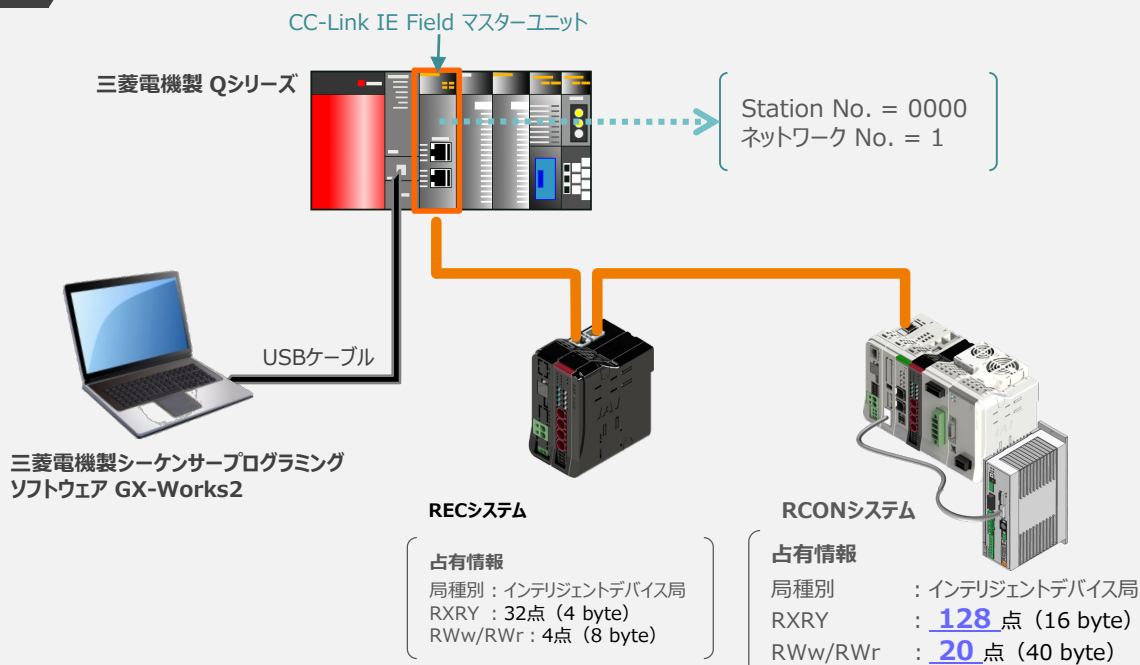 CC-Link IE Field マスターユニット
三菱電機製 Qシリーズ
Station No. = 0000
ネットワーク No. = 1
USBケーブル
三菱電機製シーケンサープログラミング
ソフトウェア GX-Works2
RECシステム
占有情報
局種別：インテリジェントデバイス局
RXRY ：32点（4 byte）
RWw/RWr：4点（8 byte）
RCONシステム
占有情報
局種別 ：インテリジェントデバイス局
RXRY ： 128 点（16 byte）
RWw/RWr ： 20 点（40 byte）